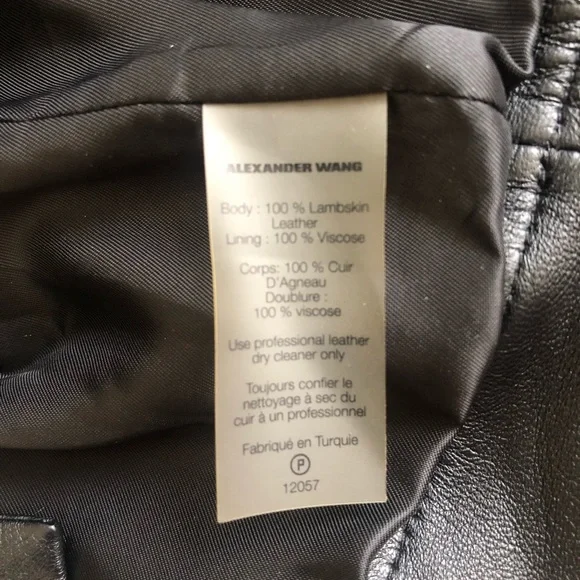 ALEXANDER WANG
Body : 100 % Lambskin
Leather
Lining : 100 % Viscose
Corps: 100 % Cuir
D'Agneau
Doublure :
100 % viscose
Use professional leather
dry cleaner only
Toujours confier le
nettoyage à sec du
cuir à un professionnel
Fabriqué en Turquie
P
12057